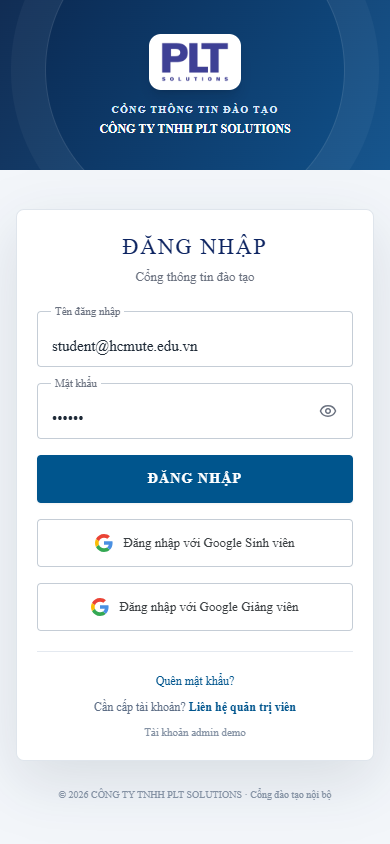 PLT
SOLUTIONS
CỔNG THÔNG TIN ĐÀO TẠO
CÔNG TY TNHH PLT SOLUTIONS
ĐĂNG NHẬP
Cổng thông tin đào tạo
Tên đăng nhập
student@hcmute.edu.vn
Mật khẩu
••••••
ĐĂNG NHẬP
Đăng nhập với Google Sinh viên
Đăng nhập với Google Giảng viên
Quên mật khẩu?
Cần cấp tài khoản? Liên hệ quản trị viên
Tài khoản admin demo
© 2026 CÔNG TY TNHH PLT SOLUTIONS · Cổng đào tạo nội bộ